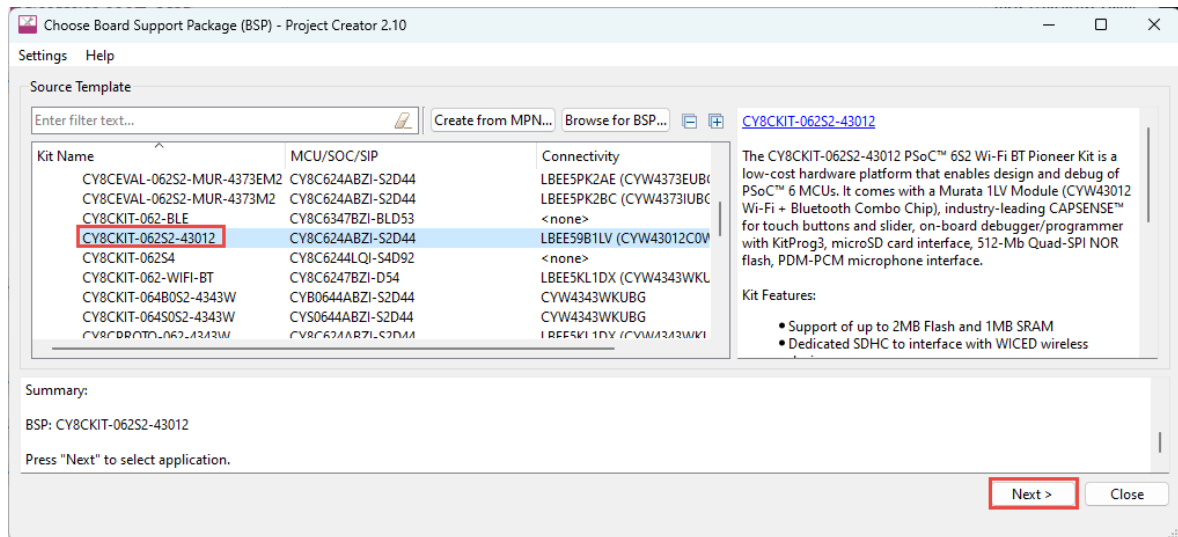 Choose Board Support Package (BSP) - Project Creator 2.10
Settings Help
Source Template
Enter filter text...
Create from MPN... Browse for BSP...
Kit Name MCU/SOC/SIP Connectivity
CY8CEVAL-062S2-MUR-4373EM2 CY8C624ABZI-S2D44 LBEE5PK2AE (CYW4373EUB
CY8CEVAL-062S2-MUR-4373M2 CY8C624ABZI-S2D44 LBEE5PK2BC (CYW4373IUBC
CY8CKIT-062-BLE CY8C6347BZI-BLD53 <none>
CY8CKIT-062S2-43012 CY8C624ABZI-S2D44 LBEE59B1LV (CYW43012C0W
CY8CKIT-062S4 CY8C6244LQI-S4D92 <none>
CY8CKIT-062-WIFI-BT CY8C6247BZI-D54 LBEE5KL1DX (CYW4343WKU
CY8CKIT-064B0S2-4343W CYB0644ABZI-S2D44 CYW4343WKUBG
CY8CKIT-064S0S2-4343W CYS0644ABZI-S2D44 CYW4343WKUBG
CY8CPROTO-062-4343W CY8C624ABZI-S2D44 LBEE5KL1DX (CYW4343WKU
CY8CKIT-062S2-43012
The CY8CKIT-062S2-43012 PSoC™ 6S2 Wi-Fi BT Pioneer Kit is a
low-cost hardware platform that enables design and debug of
PSoC™ 6 MCUs. It comes with a Murata 1LV Module (CYW43012
Wi-Fi + Bluetooth Combo Chip), industry-leading CAPSENSE™
for touch buttons and slider, on-board debugger/programmer
with KitProg3, microSD card interface, 512-Mb Quad-SPI NOR
flash, PDM-PCM microphone interface.
Kit Features:
• Support of up to 2MB Flash and 1MB SRAM
• Dedicated SDHC to interface with WICED wireless
Summary:
BSP: CY8CKIT-062S2-43012
Press "Next" to select application.
Next > Close